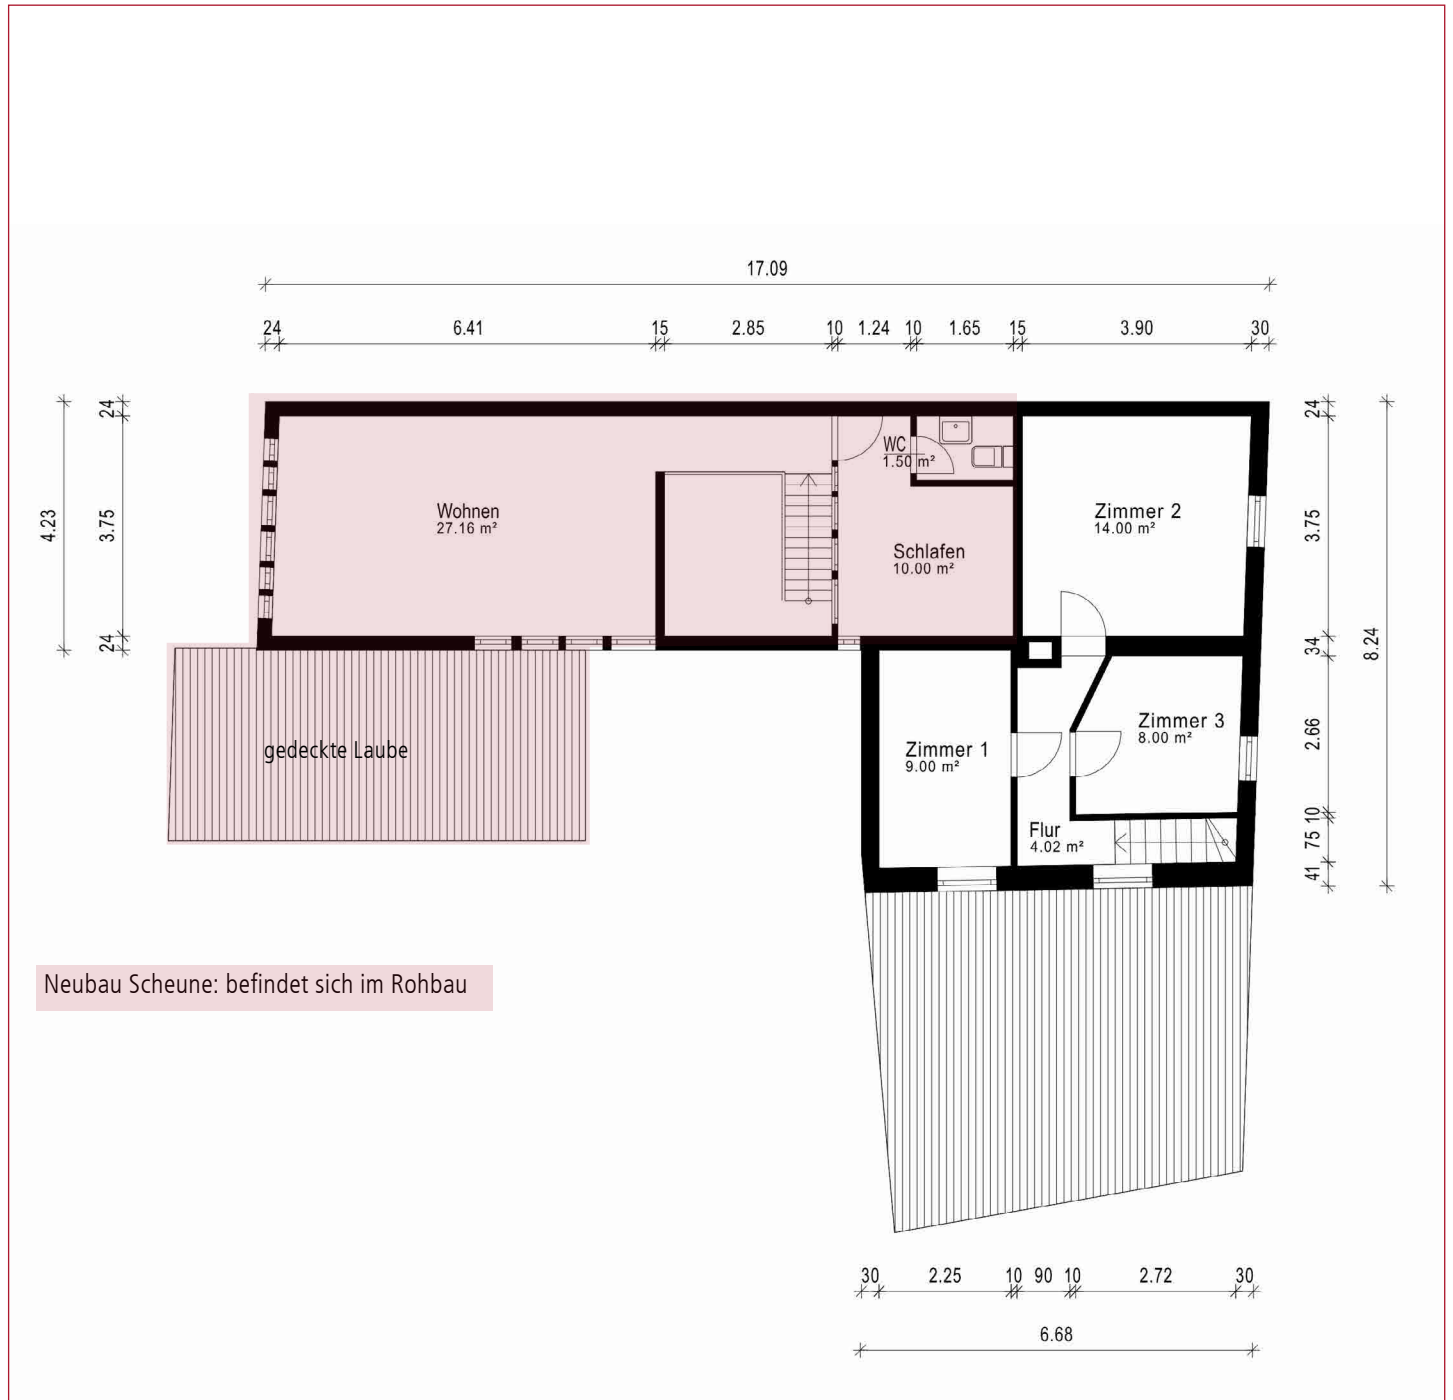 17.09
24 6.41 15 2.85 10 1.24 10 1.65 15 3.90 30
4.23
24
3.75
24
24
3.75
34
2.66
10
75
41
8.24
WC
1.50 m²
Wohnen
27.16 m²
Zimmer 2
14.00 m²
Schlafen
10.00 m²
gedeckte Laube
Zimmer 1
9.00 m²
Zimmer 3
8.00 m²
Flur
4.02 m²
Neubau Scheune: befindet sich im Rohbau
30 2.25 10 90 10 2.72 30
6.68